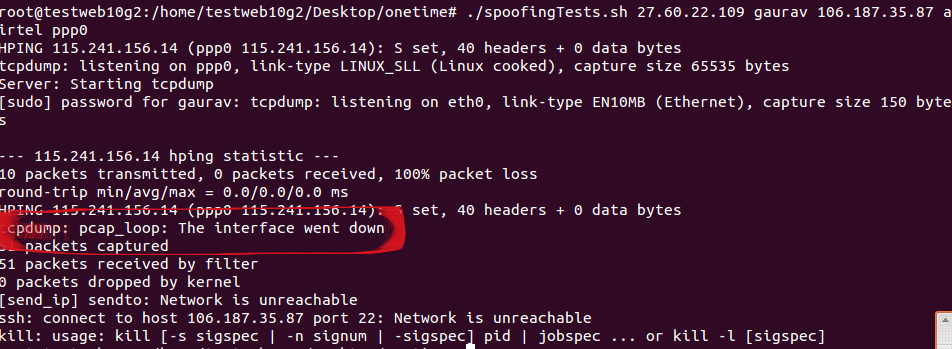 root@testweb10g2:/home/testweb10g2/Desktop/onetime# ./spoofingTests.sh 27.60.22.109 gaurav 106.187.35.87 a
irtel ppp0
HPING 115.241.156.14 (ppp0 115.241.156.14): S set, 40 headers + 0 data bytes
tcpdump: listening on ppp0, link-type LINUX_SLL (Linux cooked), capture size 65535 bytes
Server: Starting tcpdump
[sudo] password for gaurav: tcpdump: listening on eth0, link-type EN10MB (Ethernet), capture size 150 byte
s
--- 115.241.156.14 hping statistic ---
10 packets transmitted, 0 packets received, 100% packet loss
round-trip min/avg/max = 0.0/0.0/0.0 ms
HPING 115.241.156.14 (ppp0 115.241.156.14): S set, 40 headers + 0 data bytes
tcpdump: pcap_loop: The interface went down
51 packets captured
51 packets received by filter
0 packets dropped by kernel
[send_ip] sendto: Network is unreachable
ssh: connect to host 106.187.35.87 port 22: Network is unreachable
kill: usage: kill [-s sigspec | -n signum | -sigspec] pid | jobspec ... or kill -l [sigspec]